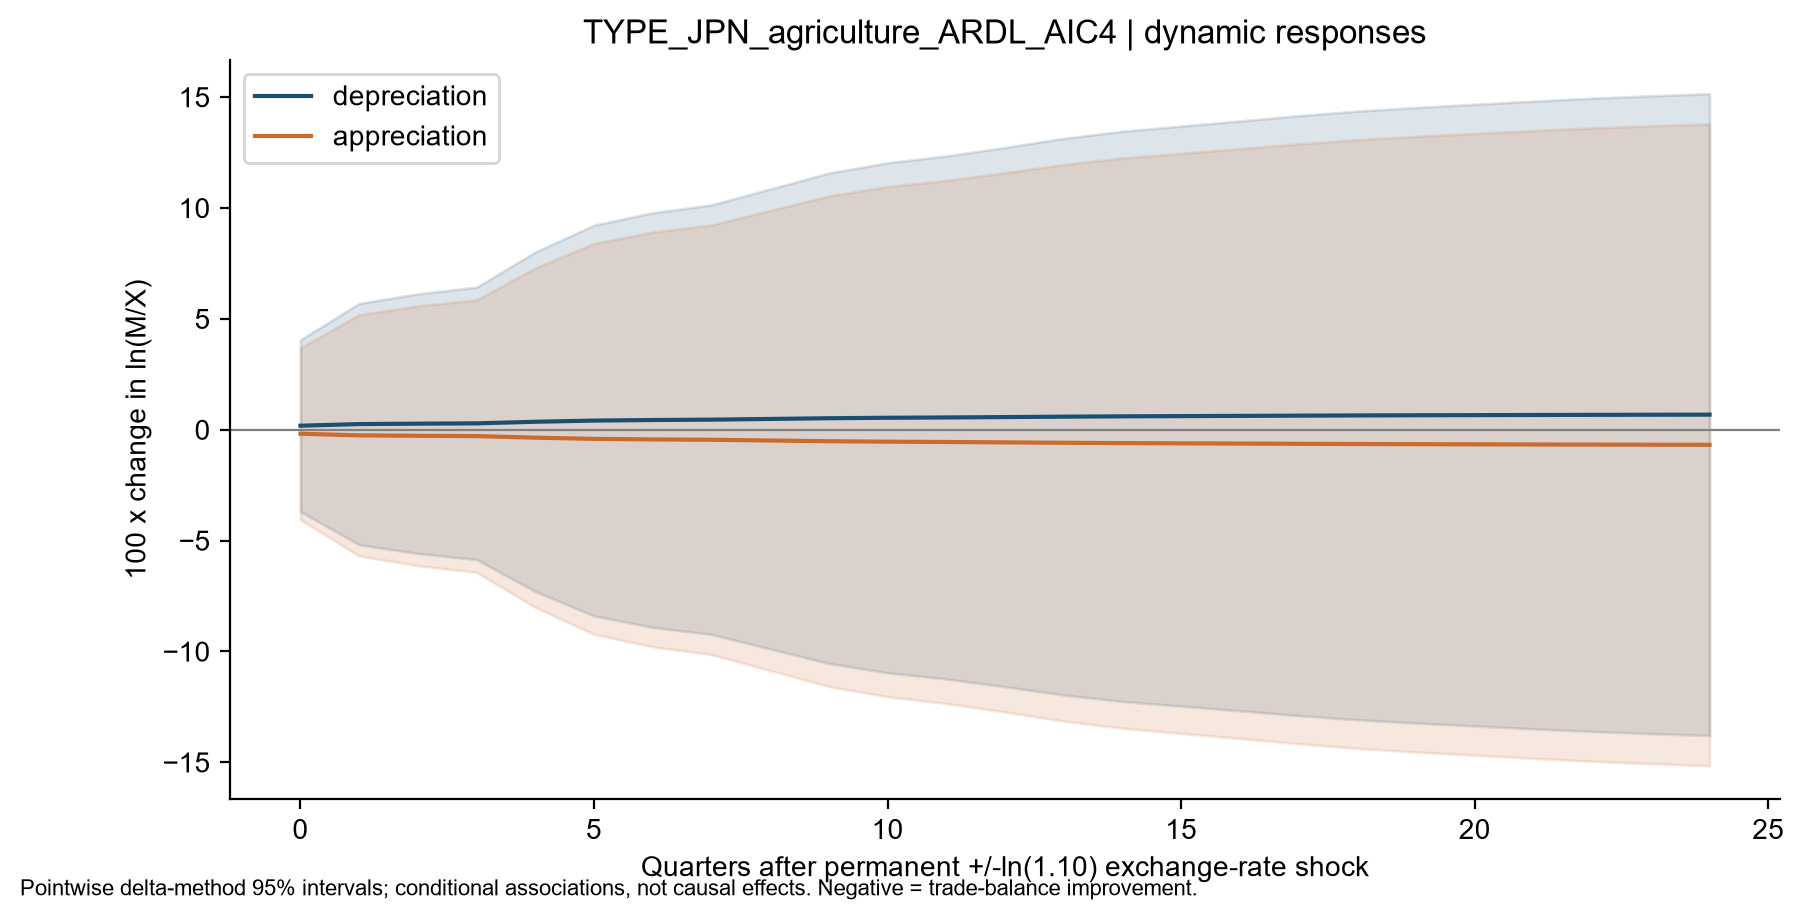 TYPE_JPN_agriculture_ARDL_AIC4 | dynamic responses
depreciation
appreciation
100 x change in ln(M/X)
15
10
5
0
−5
−10
−15
0
5
10
15
20
25
Quarters after permanent +/-ln(1.10) exchange-rate shock
Pointwise delta-method 95% intervals; conditional associations, not causal effects. Negative = trade-balance improvement.